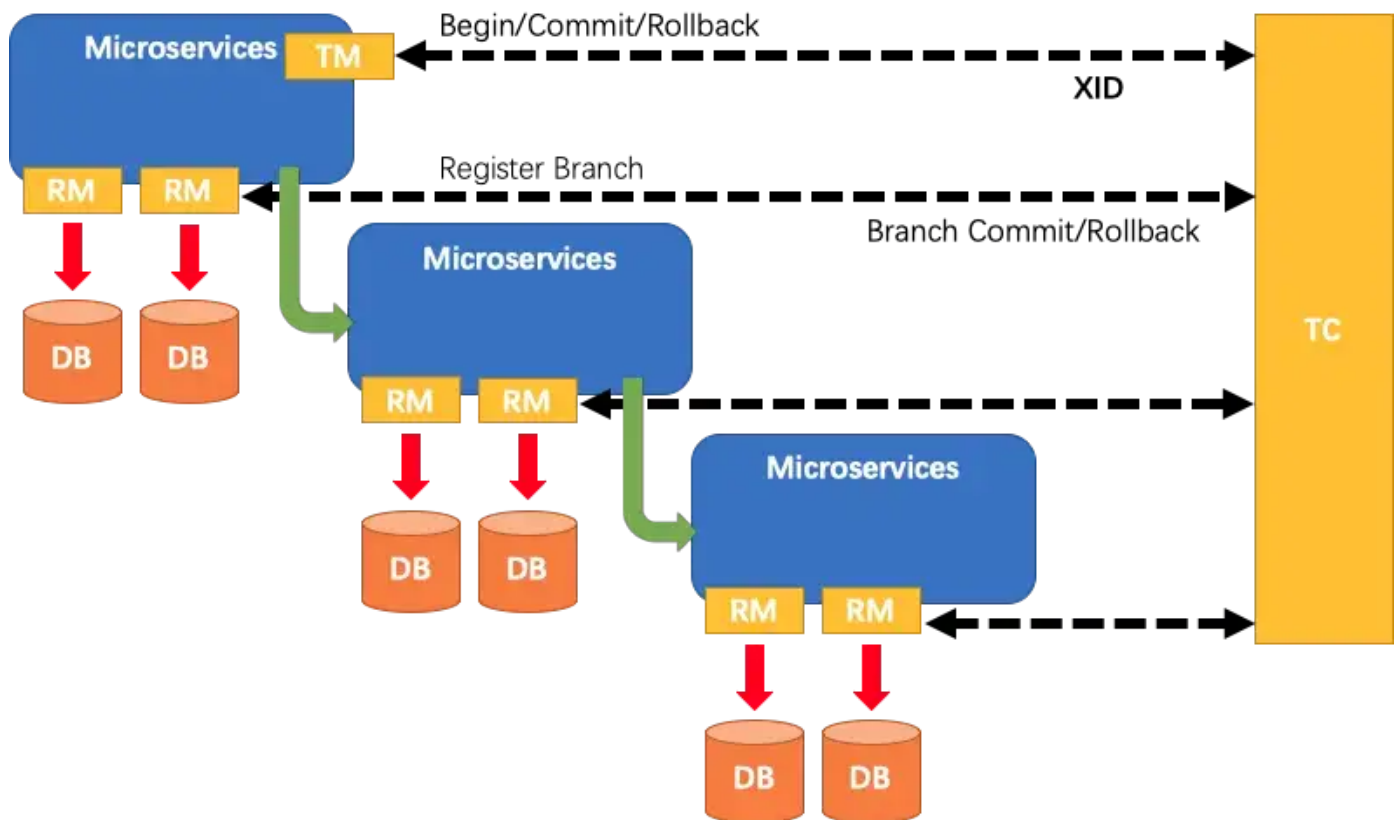 Begin/Commit/Rollback
Microservices
TM
XID
Register Branch
RM
RM
Branch Commit/Rollback
Microservices
DB
DB
TC
RM
RM
Microservices
DB
DB
RM
RM
DB
DB